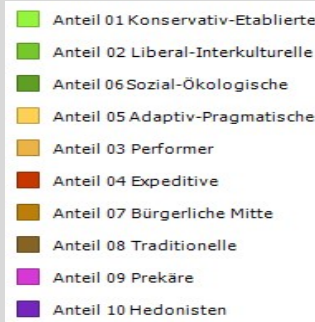 Anteil 01 Konservativ-Etablierte
Anteil 02 Liberal-Interkulturelle
Anteil 06 Sozial-Ökologische
Anteil 05 Adaptiv-Pragmatische
Anteil 03 Performer
Anteil 04 Expeditive
Anteil 07 Bürgerliche Mitte
Anteil 08 Traditionelle
Anteil 09 Prekäre
Anteil 10 Hedonisten